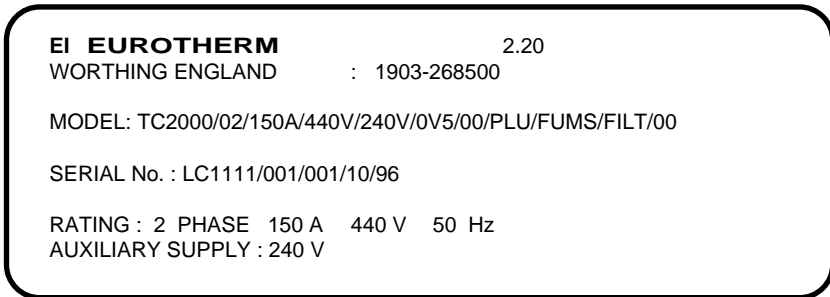 EI EUROTHERM 2.20
WORTHING ENGLAND : 1903-268500
MODEL: TC2000/02/150A/440V/240V/0V5/00/PLU/FUMS/FILT/00
SERIAL No. : LC1111/001/001/10/96
RATING : 2 PHASE 150 A 440 V 50 Hz
AUXILIARY SUPPLY : 240 V